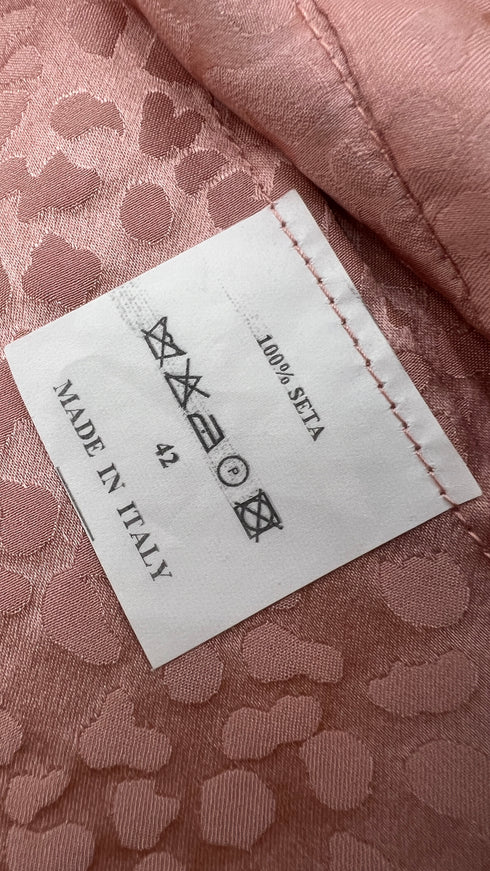 100% SETA
P
42
MADE IN ITALY